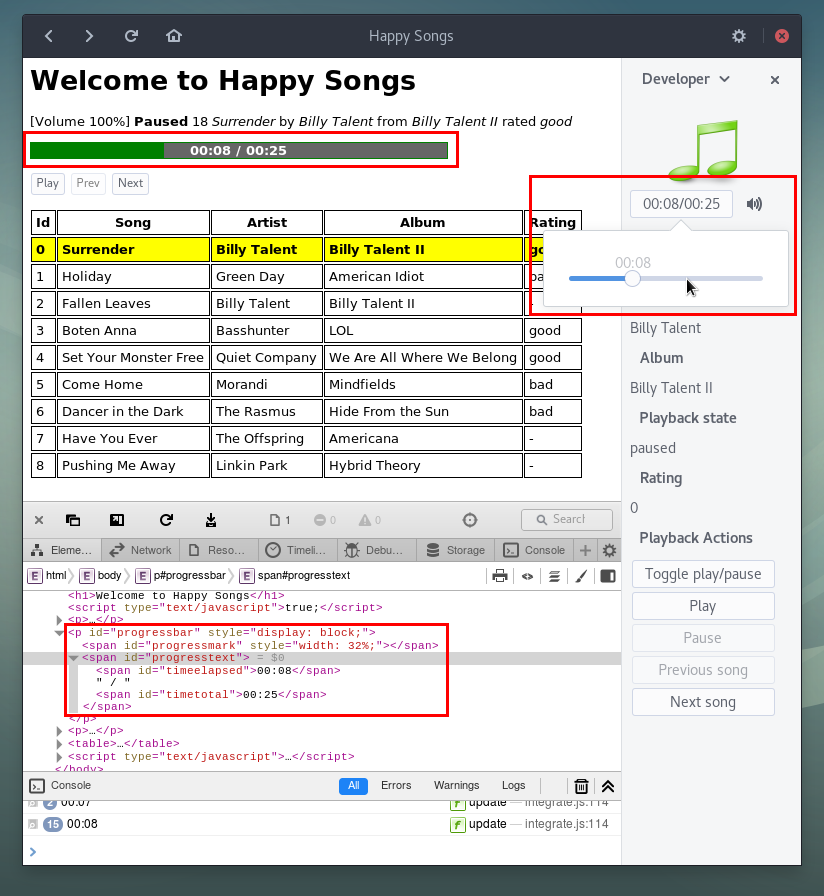 Happy Songs
Welcome to Happy Songs
[Volume 100%] Paused 18 Surrender by Billy Talent from Billy Talent II rated good
00:08 / 00:25
Play Prev Next
Id Song Artist Album Rating
0 Surrender Billy Talent Billy Talent II
1 Holiday Green Day American Idiot
2 Fallen Leaves Billy Talent Billy Talent II
3 Boten Anna Basshunter LOL good
4 Set Your Monster Free Quiet Company We Are All Where We Belong good
5 Come Home Morandi Mindfields bad
6 Dancer in the Dark The Rasmus Hide From the Sun bad
7 Have You Ever The Offspring Americana -
8 Pushing Me Away Linkin Park Hybrid Theory -
Developer
00:08/00:25
00:08
Billy Talent
Album
Billy Talent II
Playback state
paused
Rating
0
Playback Actions
Toggle play/pause
Play
Pause
Previous song
Next song
1 0 0 Search
Eleme… Network Reso… Timeli… Debu… Storage Console
E html E body E p#progressbar E span#progresstext
<h1>Welcome to Happy Songs</h1>
<script type="text/javascript">true;</script>
<p>…</p>
<p id="progressbar" style="display: block;">
<span id="progressmark" style="width: 32%;"></span>
<span id="progresstext"> = $0
<span id="timeelapsed">00:08</span>
" / "
<span id="timetotal">00:25</span>
</span>
</p>
<p>…</p>
<table>…</table>
<script type="text/javascript">…</script>
</body>
Console All Errors Warnings Logs
2 00:07 f update — integrate.js:114
15 00:08 f update — integrate.js:114